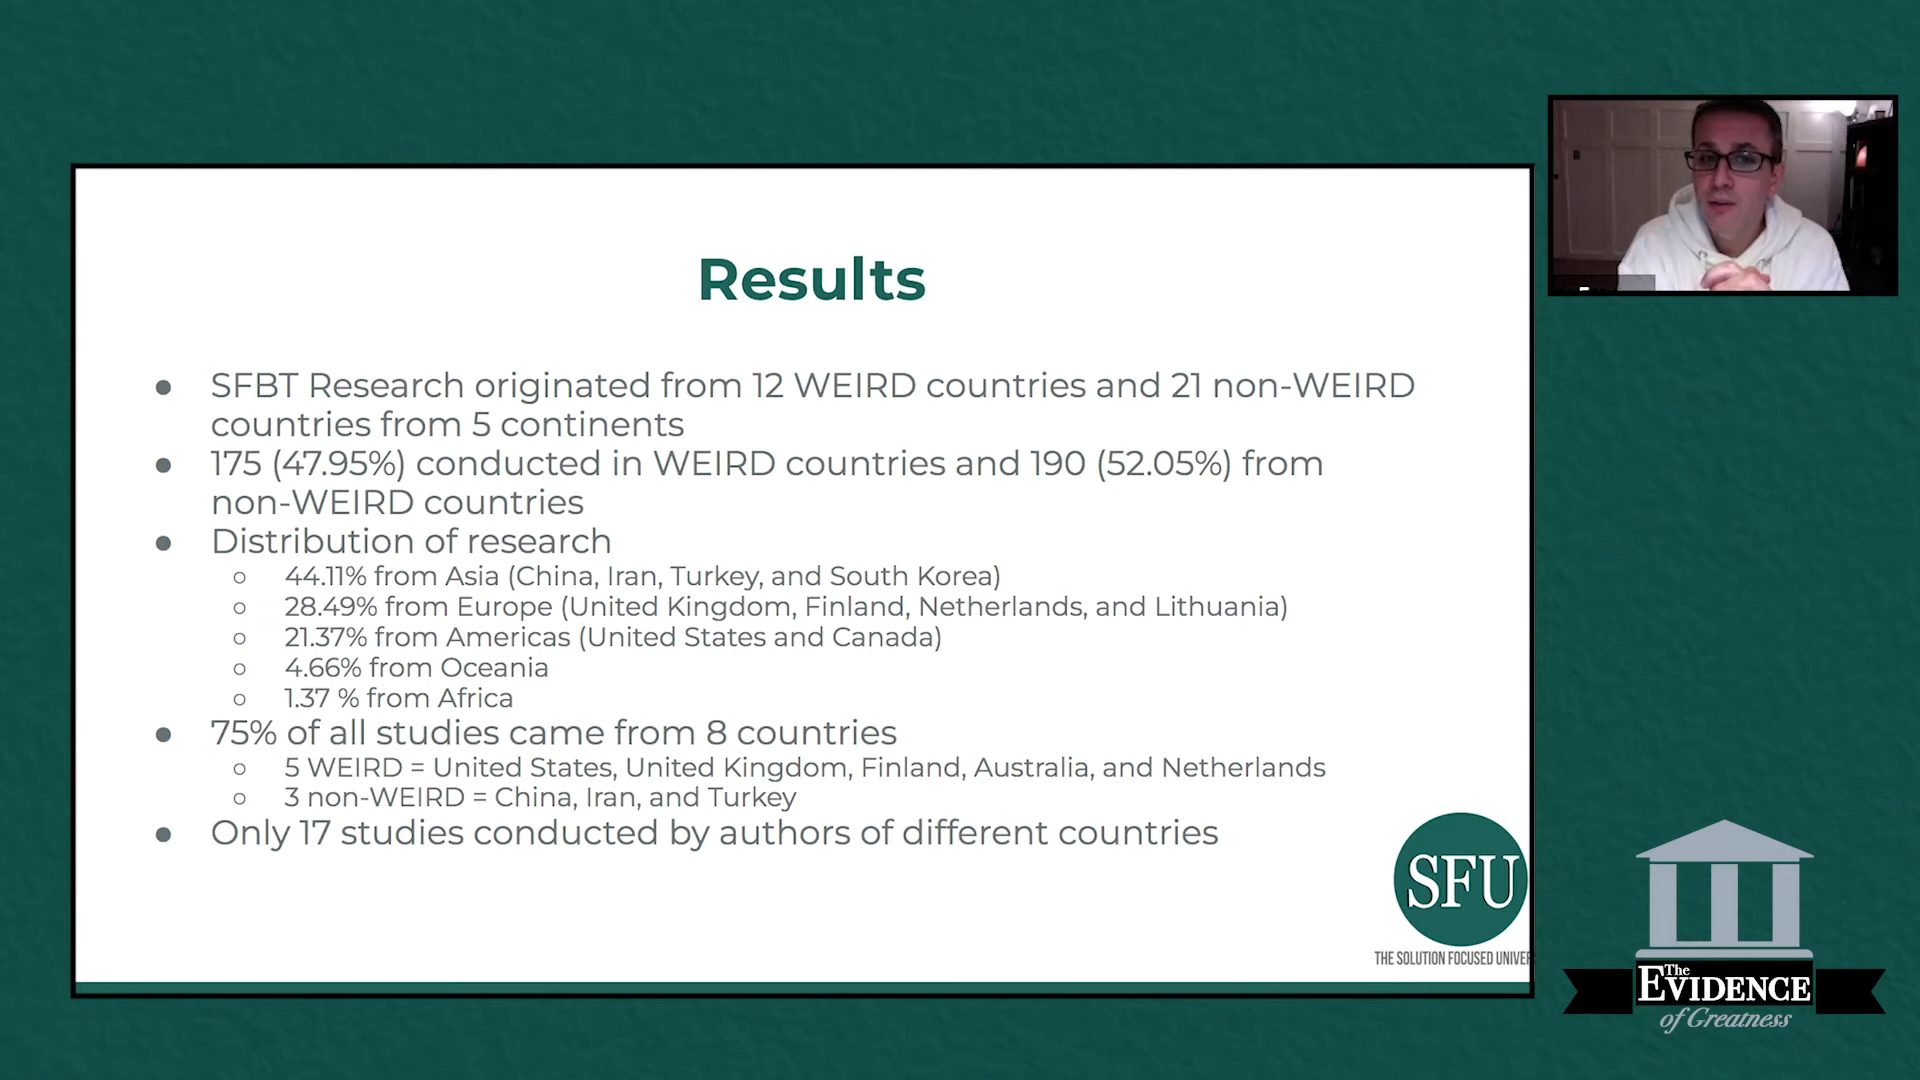 Results
● SFBT Research originated from 12 WEIRD countries and 21 non-WEIRD
countries from 5 continents
● 175 (47.95%) conducted in WEIRD countries and 190 (52.05%) from
non-WEIRD countries
● Distribution of research
○ 44.11% from Asia (China, Iran, Turkey, and South Korea)
○ 28.49% from Europe (United Kingdom, Finland, Netherlands, and Lithuania)
○ 21.37% from Americas (United States and Canada)
○ 4.66% from Oceania
○ 1.37 % from Africa
● 75% of all studies came from 8 countries
○ 5 WEIRD = United States, United Kingdom, Finland, Australia, and Netherlands
○ 3 non-WEIRD = China, Iran, and Turkey
● Only 17 studies conducted by authors of different countries
SFU
THE SOLUTION FOCUSED
The
EVIDENCE
of Greatness